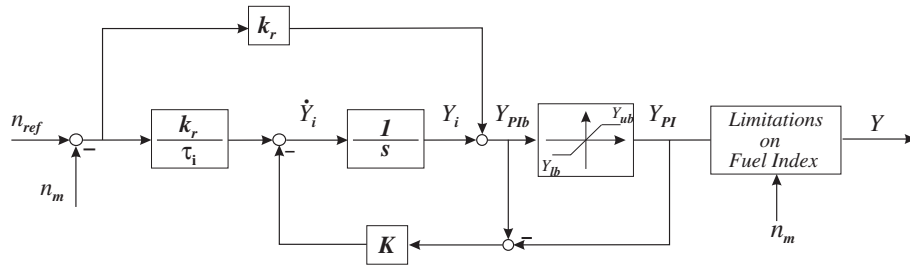 k_r
n_ref
k_r
τ_i
Ẏ_i
1
s
Y_i
Y_PIb
Y_ub
Y_lb
Y_PI
Limitations
on
Fuel Index
Y
n_m
K
n_m